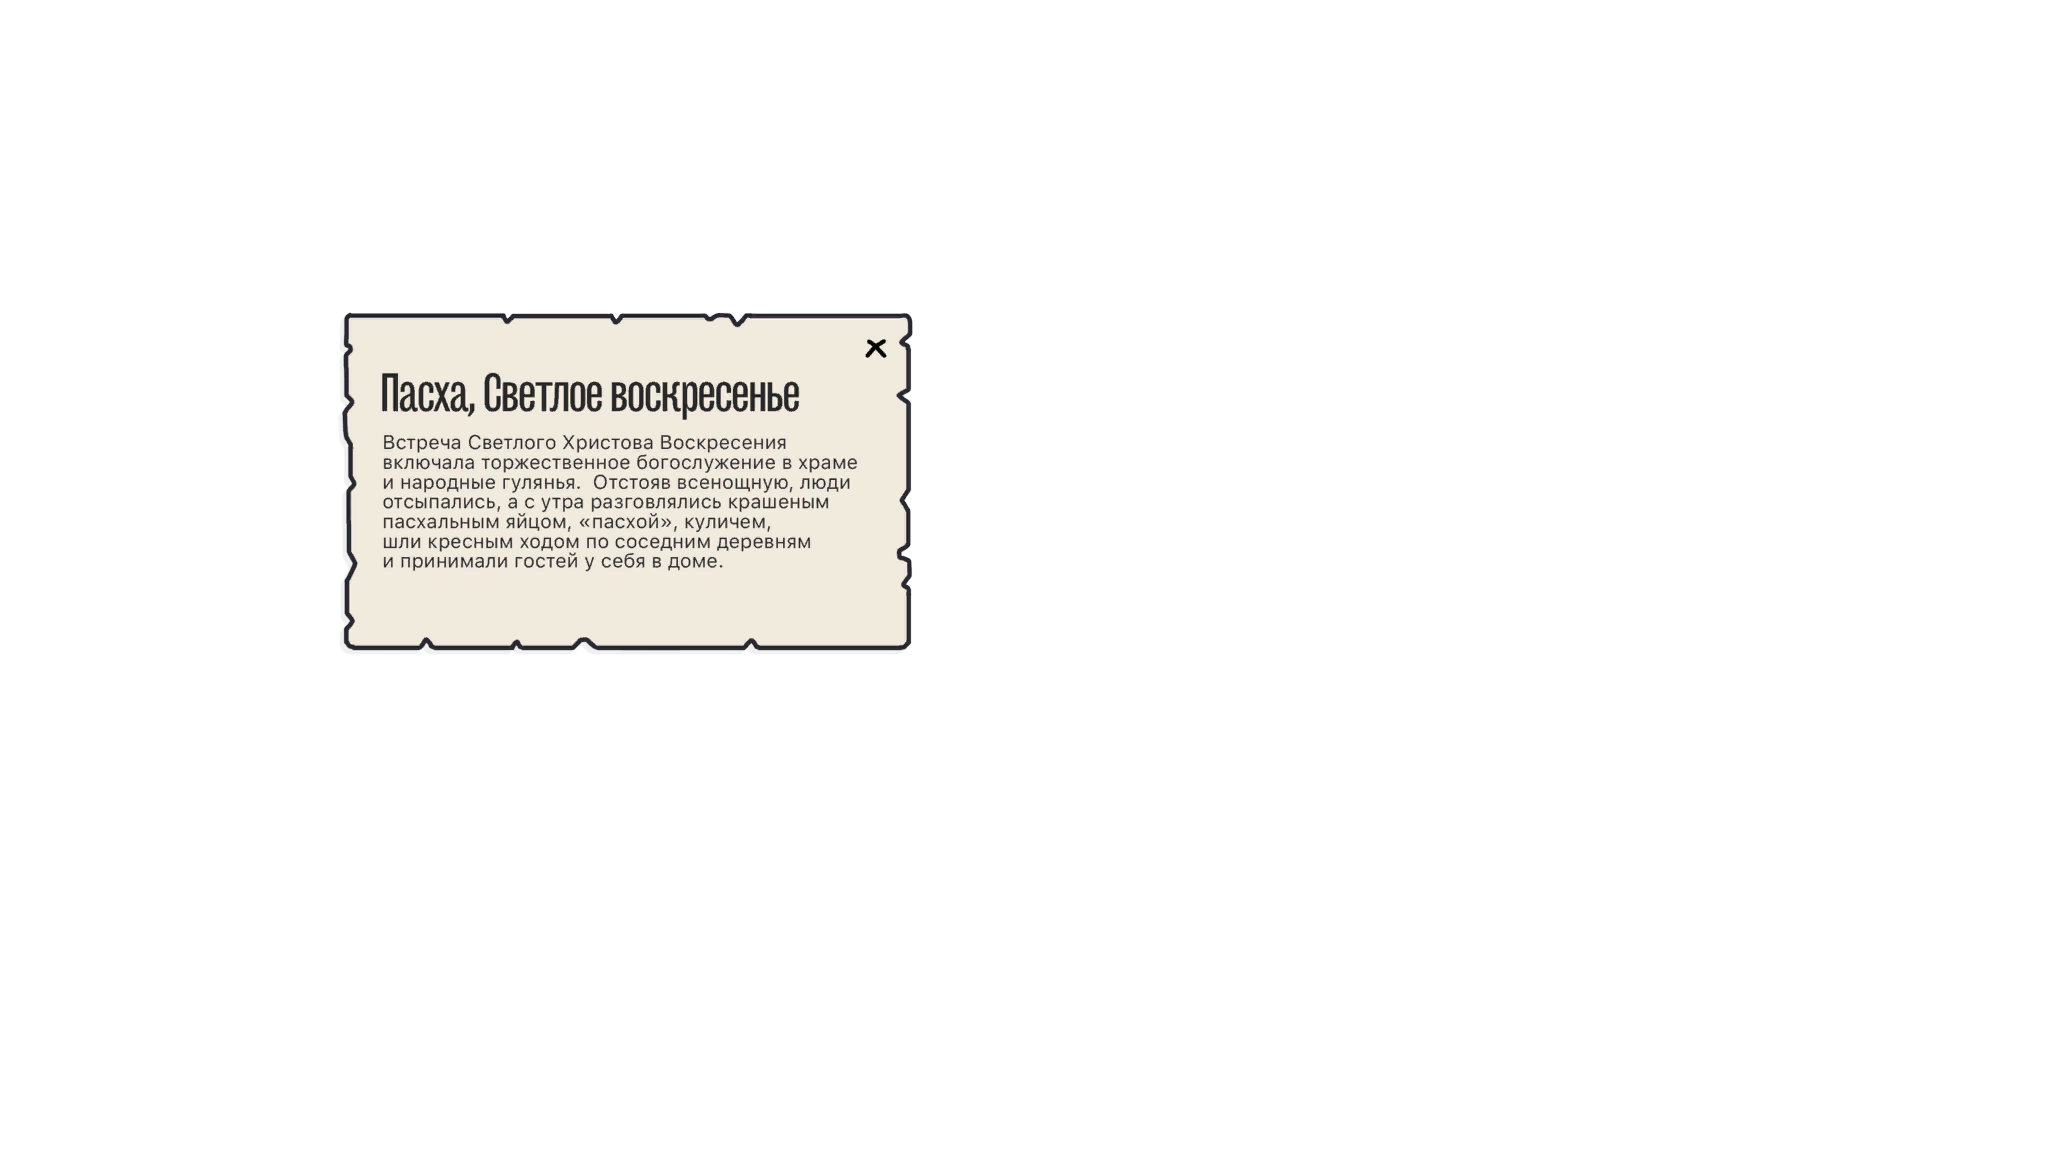 Пасха, Светлое воскресенье
Встреча Светлого Христова Воскресения
включала торжественное богослужение в храме
и народные гулянья.  Отстояв всенощную, люди
отсыпались, а с утра разговлялись крашеным
пасхальным яйцом, «пасхой», куличем,
шли кресным ходом по соседним деревням
и принимали гостей у себя в доме.